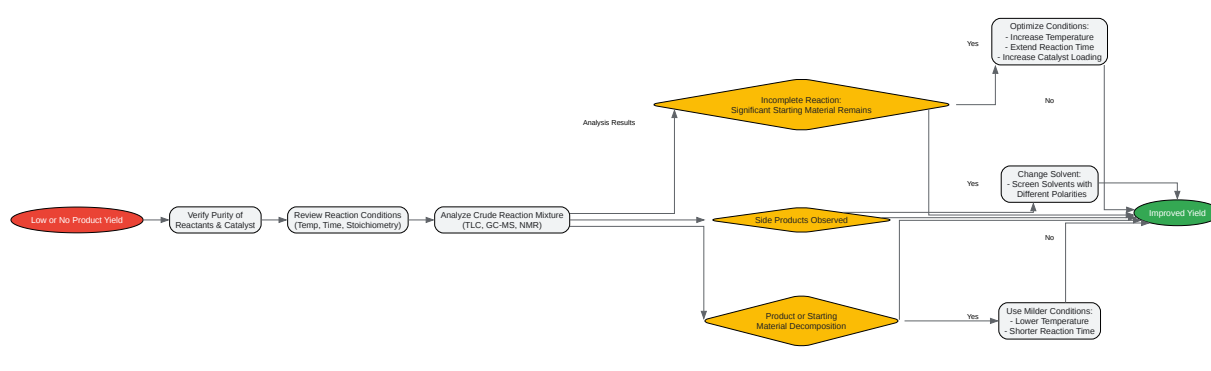 Low or No Product Yield
Verify Purity of
Reactants & Catalyst
Review Reaction Conditions
(Temp, Time, Stoichiometry)
Analyze Crude Reaction Mixture
(TLC, GC-MS, NMR)
Analysis Results
Incomplete Reaction:
Significant Starting Material Remains
Yes
Optimize Conditions:
- Increase Temperature
- Extend Reaction Time
- Increase Catalyst Loading
No
Side Products Observed
Yes
Change Solvent:
- Screen Solvents with
Different Polarities
No
Product or Starting
Material Decomposition
Yes
Use Milder Conditions:
- Lower Temperature
- Shorter Reaction Time
Improved Yield